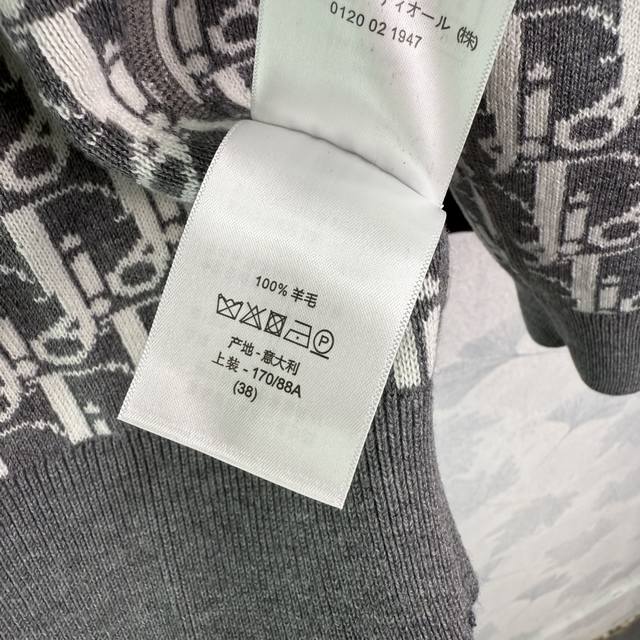 ディオール (株)
0120 02 1947
100% 羊毛
产地 - 意大利
上装 - 170/88A
(38)